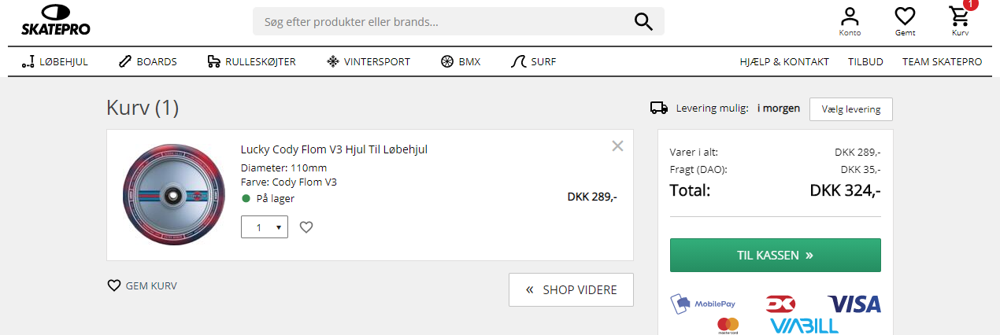 SKATEPRO
Søg efter produkter eller brands...
1
Konto
Gemt
Kurv
LØBEHJUL
BOARDS
RULLESKØJTER
VINTERSPORT
BMX
SURF
HJÆLP & KONTAKT
TILBUD
TEAM SKATEPRO
Kurv (1)
Levering mulig: i morgen
Vælg levering
Lucky Cody Flom V3 Hjul Til Løbehjul
Diameter: 110mm
Farve: Cody Flom V3
På lager
DKK 289,-
1
GEM KURV
« SHOP VIDERE
Varer i alt: DKK 289,-
Fragt (DAO): DKK 35,-
Total: DKK 324,-
TIL KASSEN »
MobilePay
VISA
mastercard
VIABILL